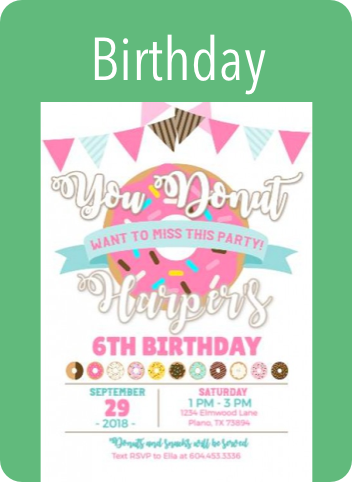 Birthday
You Donut
WANT TO MISS THIS PARTY!
Harper's
6TH BIRTHDAY
SEPTEMBER
29
- 2018 -
SATURDAY
1 PM - 3 PM
1234 Elmwood Lane
Plano, TX 73894
Donuts and snacks will be served
Text RSVP to Ella at 604.453.3336